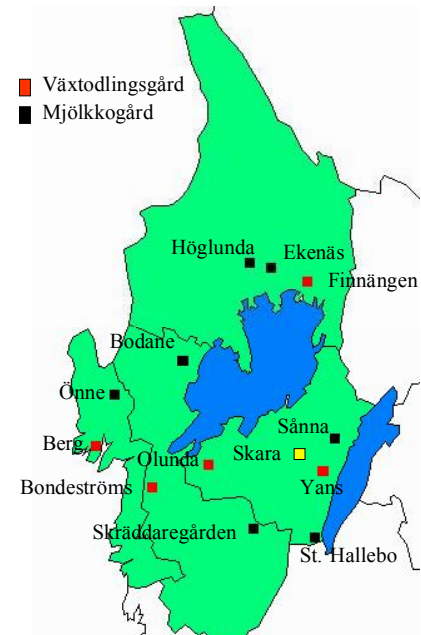 Växtodlingsgård
Mjölkkogård
Höglunda
Ekenäs
Finnängen
Bodane
Önne
Sånna
Berg
Olunda
Skara
Bondeströms
Yans
Skräddaregården
St. Hallebo